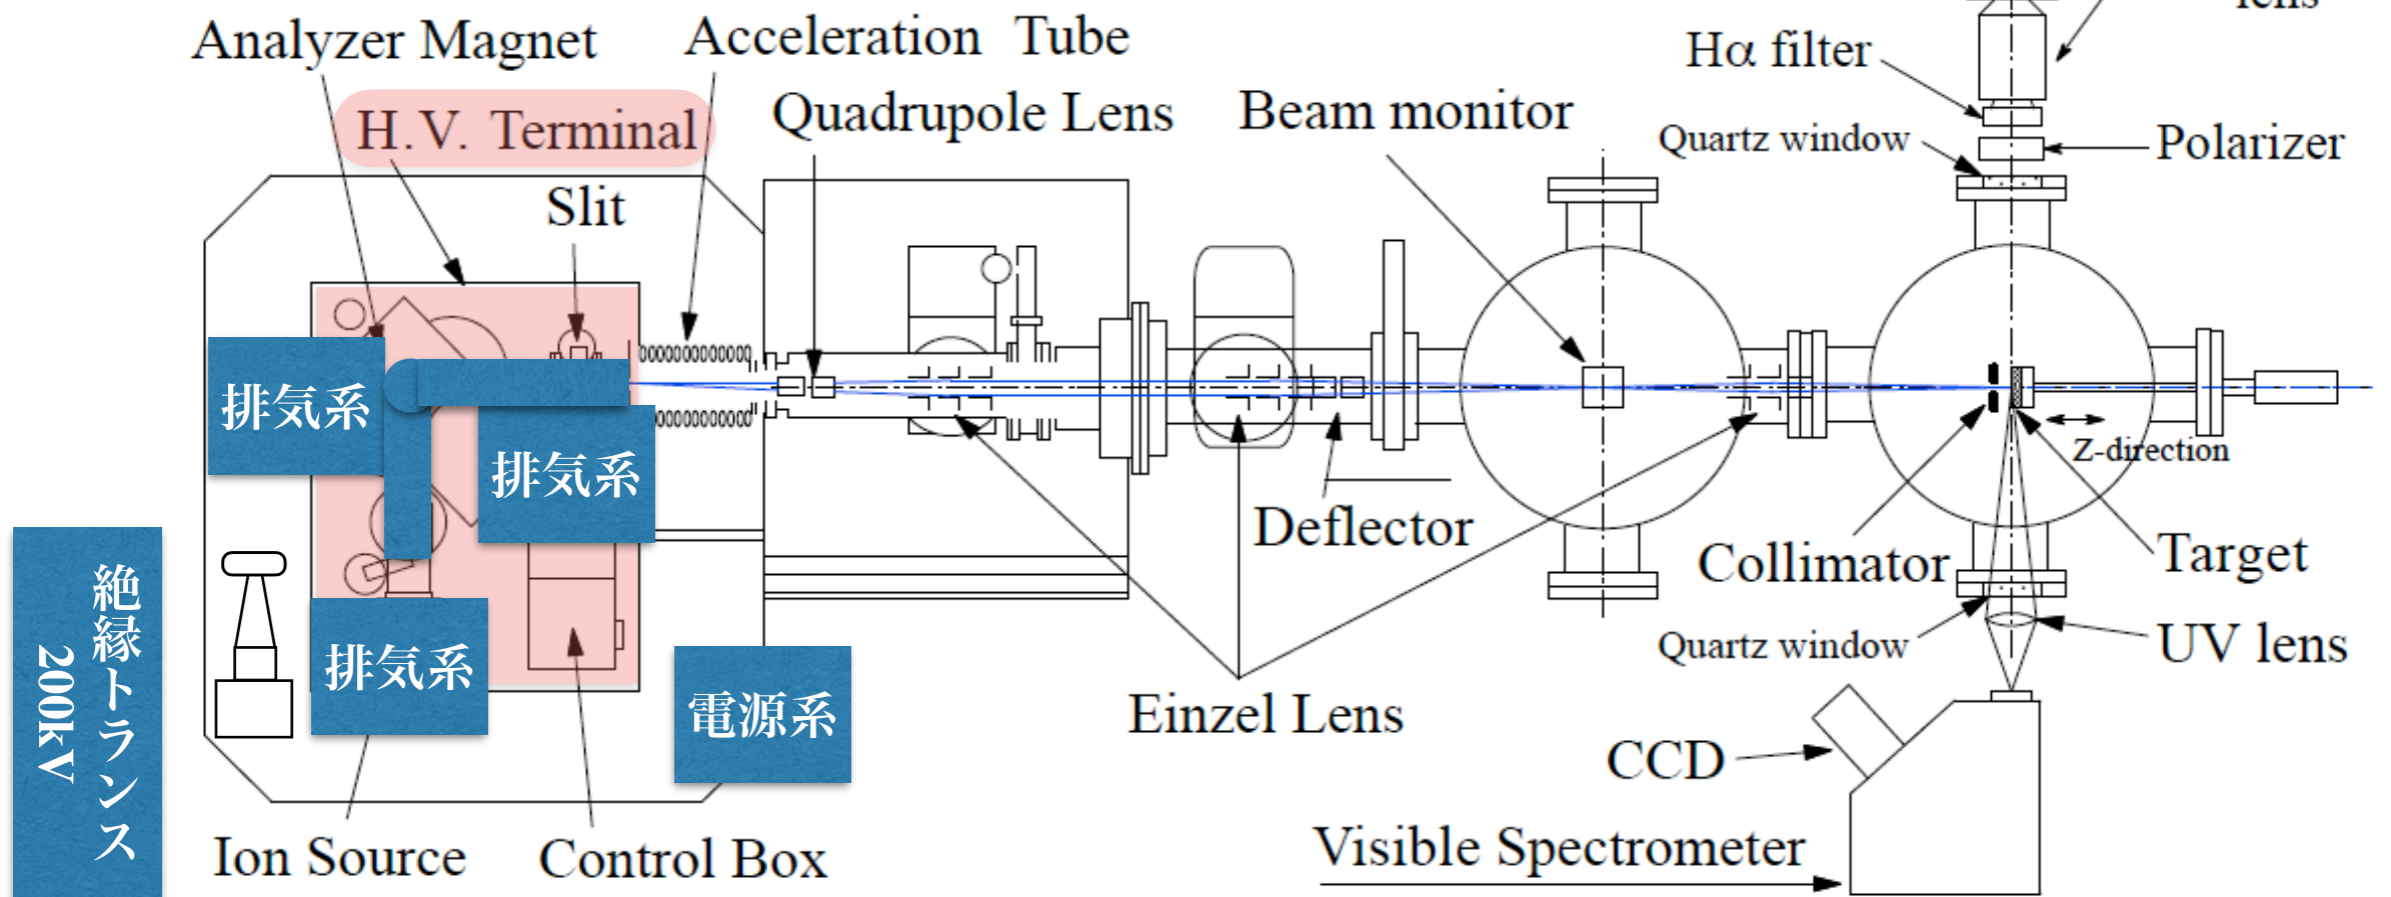 Analyzer Magnet
Acceleration Tube
lens
Hα filter
H.V. Terminal
Quadrupole Lens
Beam monitor
Quartz window
Polarizer
Slit
排気系
排気系
Z-direction
Deflector
Collimator
Target
絶縁トランス
200kV
排気系
電源系
Quartz window
UV lens
Einzel Lens
CCD
Ion Source
Control Box
Visible Spectrometer